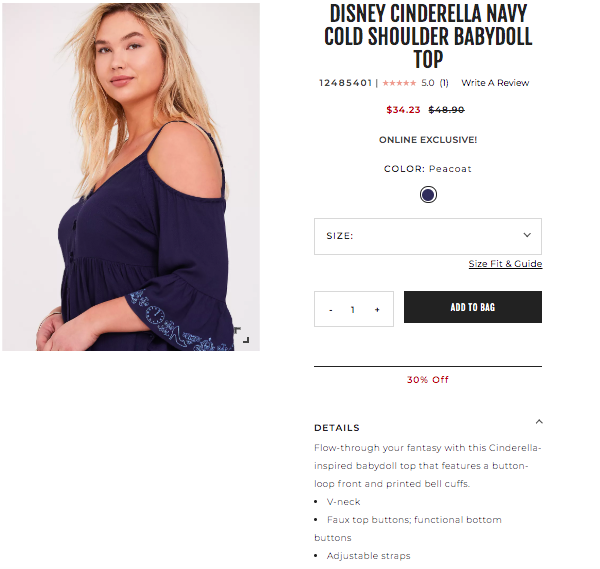 DISNEY CINDERELLA NAVY
COLD SHOULDER BABYDOLL
TOP
12485401 | ★★★★★ 5.0 (1) Write A Review
$34.23 $48.90
ONLINE EXCLUSIVE!
COLOR: Peacoat
SIZE:
Size Fit & Guide
- 1 +
ADD TO BAG
30% Off
DETAILS
Flow-through your fantasy with this Cinderella-
inspired babydoll top that features a button-
loop front and printed bell cuffs.
• V-neck
• Faux top buttons; functional bottom
buttons
• Adjustable straps